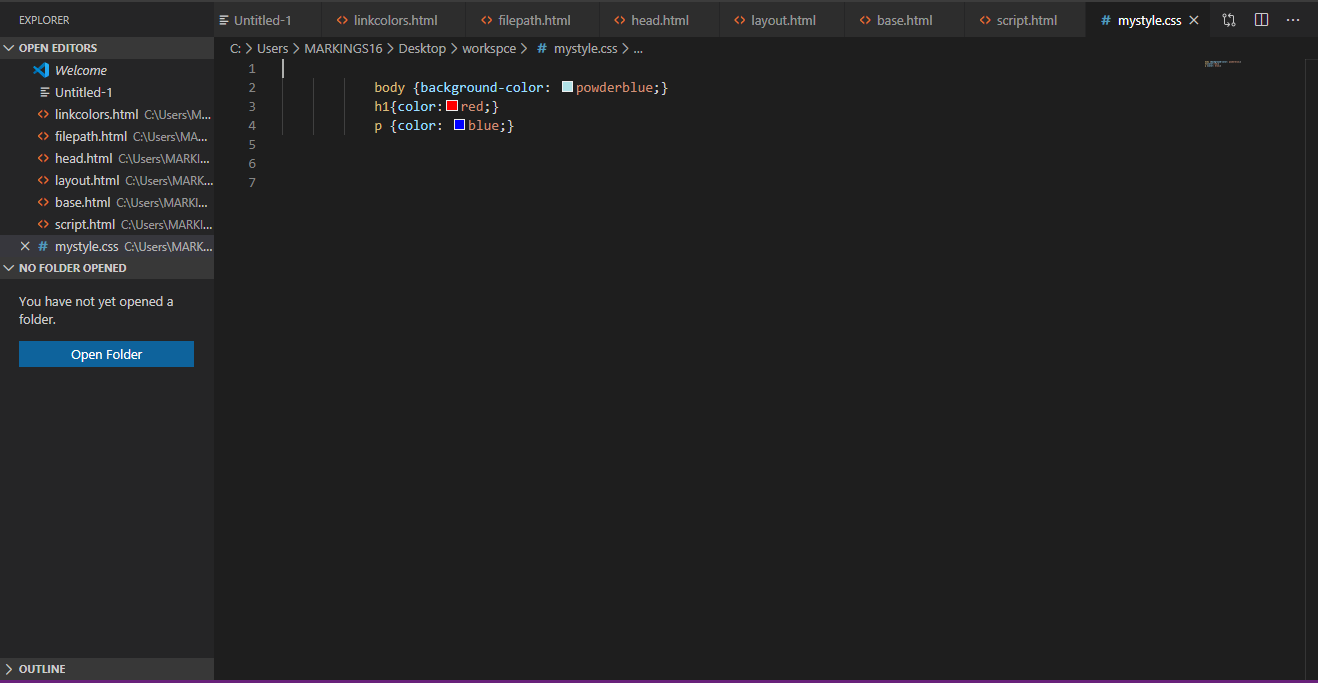 EXPLORER
OPEN EDITORS
Welcome
Untitled-1
linkcolors.html C:\Users\M...
filepath.html C:\Users\MA...
head.html C:\Users\MARKI...
layout.html C:\Users\MARK...
base.html C:\Users\MARKI...
script.html C:\Users\MARKI...
mystyle.css C:\Users\MARK...
NO FOLDER OPENED
You have not yet opened a
folder.
Open Folder
OUTLINE
Untitled-1 linkcolors.html filepath.html head.html layout.html base.html script.html mystyle.css
C: > Users > MARKINGS16 > Desktop > workspce > # mystyle.css > ...
1
2 body {background-color: powderblue;}
3 h1{color:red;}
4 p {color: blue;}
5
6
7